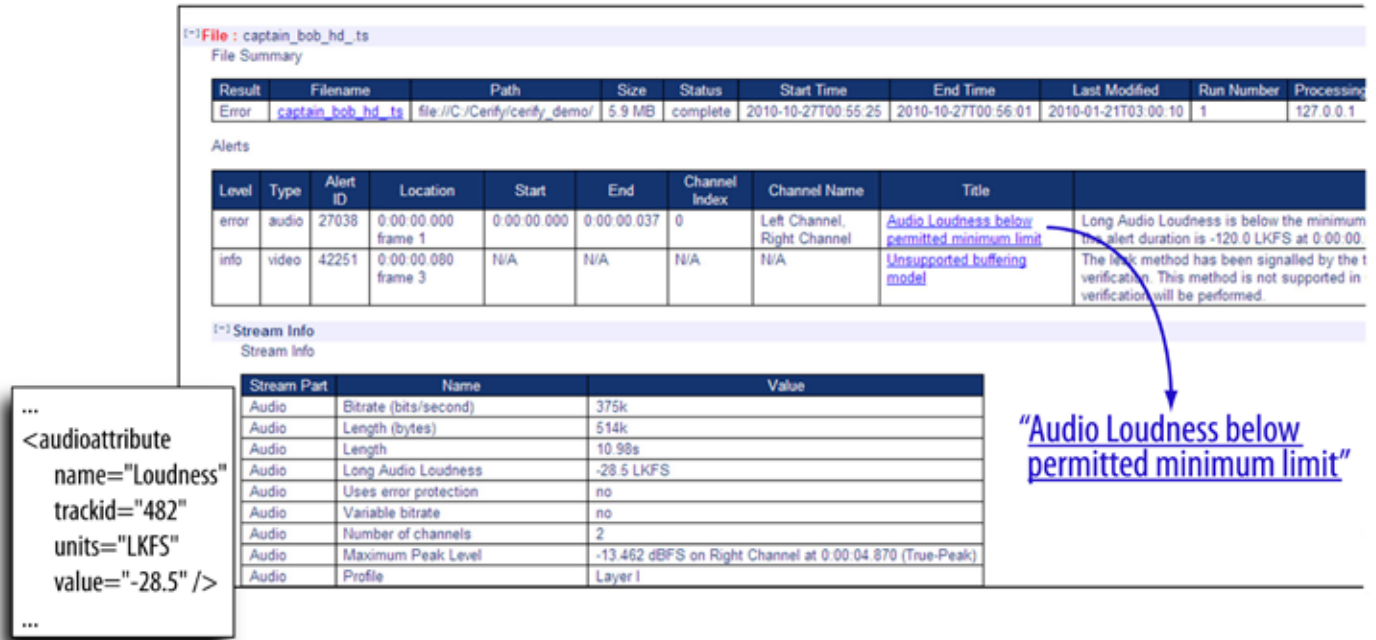 [-]File : captain_bob_hd_.ts
File Summary
Result Filename Path Size Status Start Time End Time Last Modified Run Number Processing
Error captain_bob_hd_.ts file://C:/Cerify/cerify_demo/ 5.9 MB complete 2010-10-27T00:55:25 2010-10-27T00:56:01 2010-01-21T03:00:10 1 127.0.0.1
Alerts
Level Type Alert ID Location Start End Channel Index Channel Name Title
error audio 27038 0:00:00.000 0:00:00.000 0:00:00.037 0 Left Channel, Audio Loudness below Long Audio Loudness is below the minimum
frame 1 Right Channel permitted minimum limit the alert duration is -120.0 LKFS at 0:00:00.
info video 42251 0:00:00.080 N/A N/A N/A N/A Unsupported buffering The leak method has been signalled by the t
frame 3 model verification. This method is not supported in
verification will be performed.
[-]Stream Info
Stream Info
Stream Part Name Value
Audio Bitrate (bits/second) 375k
Audio Length (bytes) 514k
Audio Length 10.98s
Audio Long Audio Loudness -28.5 LKFS
Audio Uses error protection no
Audio Variable bitrate no
Audio Number of channels 2
Audio Maximum Peak Level -13.462 dBFS on Right Channel at 0:00:04.870 (True-Peak)
Audio Profile Layer I
...
<audioattribute
name="Loudness"
trackid="482"
units="LKFS"
value="-28.5" />
...
“Audio Loudness below
permitted minimum limit”